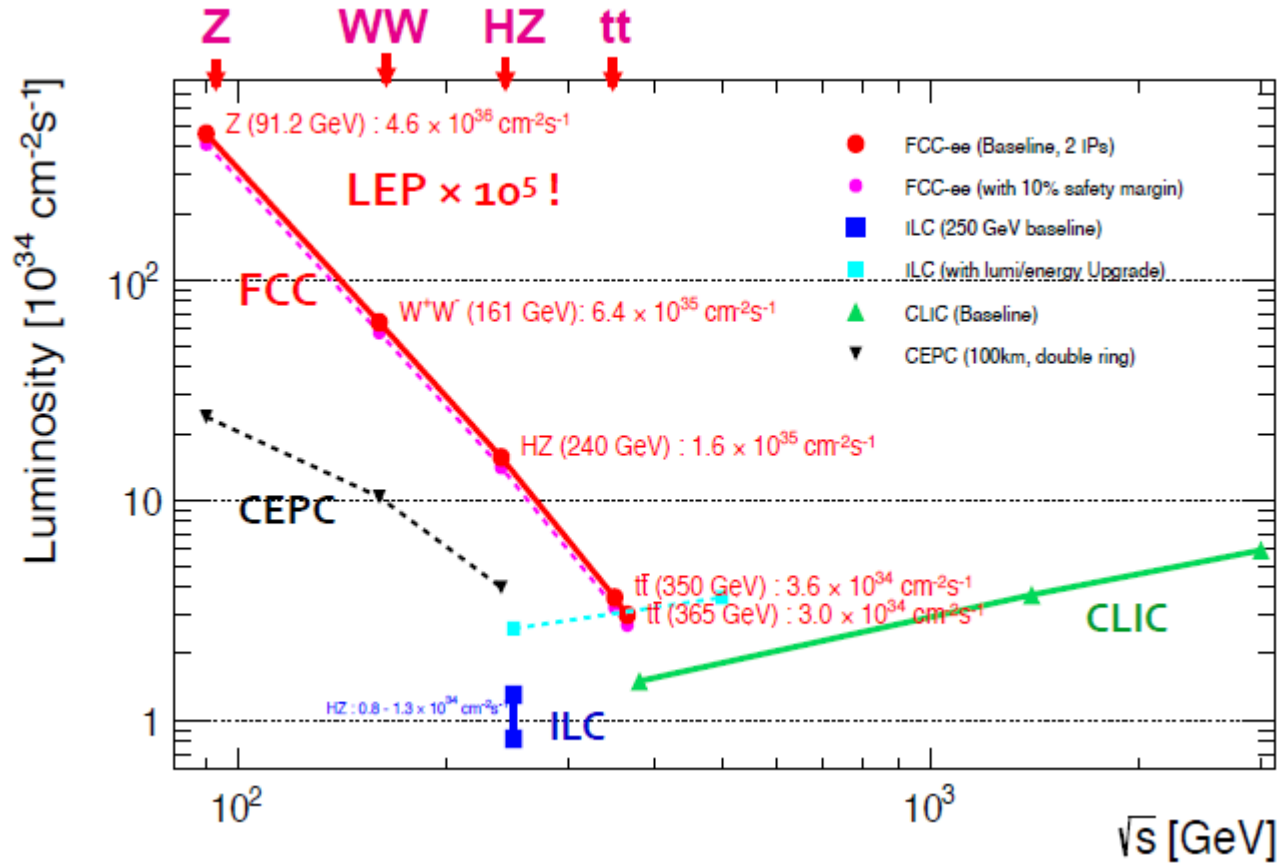 Z WW HZ tt
Luminosity [10³⁴ cm⁻²s⁻¹]
Z (91.2 GeV) : 4.6 × 10³⁶ cm⁻²s⁻¹
LEP × 10⁵ !
FCC-ee (Baseline, 2 IPs)
FCC-ee (with 10% safety margin)
ILC (250 GeV baseline)
ILC (with lumi/energy Upgrade)
CLIC (Baseline)
CEPC (100km, double ring)
10²
FCC
W⁺W⁻ (161 GeV): 6.4 × 10³⁵ cm⁻²s⁻¹
HZ (240 GeV) : 1.6 × 10³⁵ cm⁻²s⁻¹
10
CEPC
tt̄ (350 GeV) : 3.6 × 10³⁴ cm⁻²s⁻¹
tt̄ (365 GeV) : 3.0 × 10³⁴ cm⁻²s⁻¹
CLIC
HZ : 0.8 - 1.3 × 10³⁴ cm⁻²s⁻¹
ILC
1
10² 10³
√s [GeV]